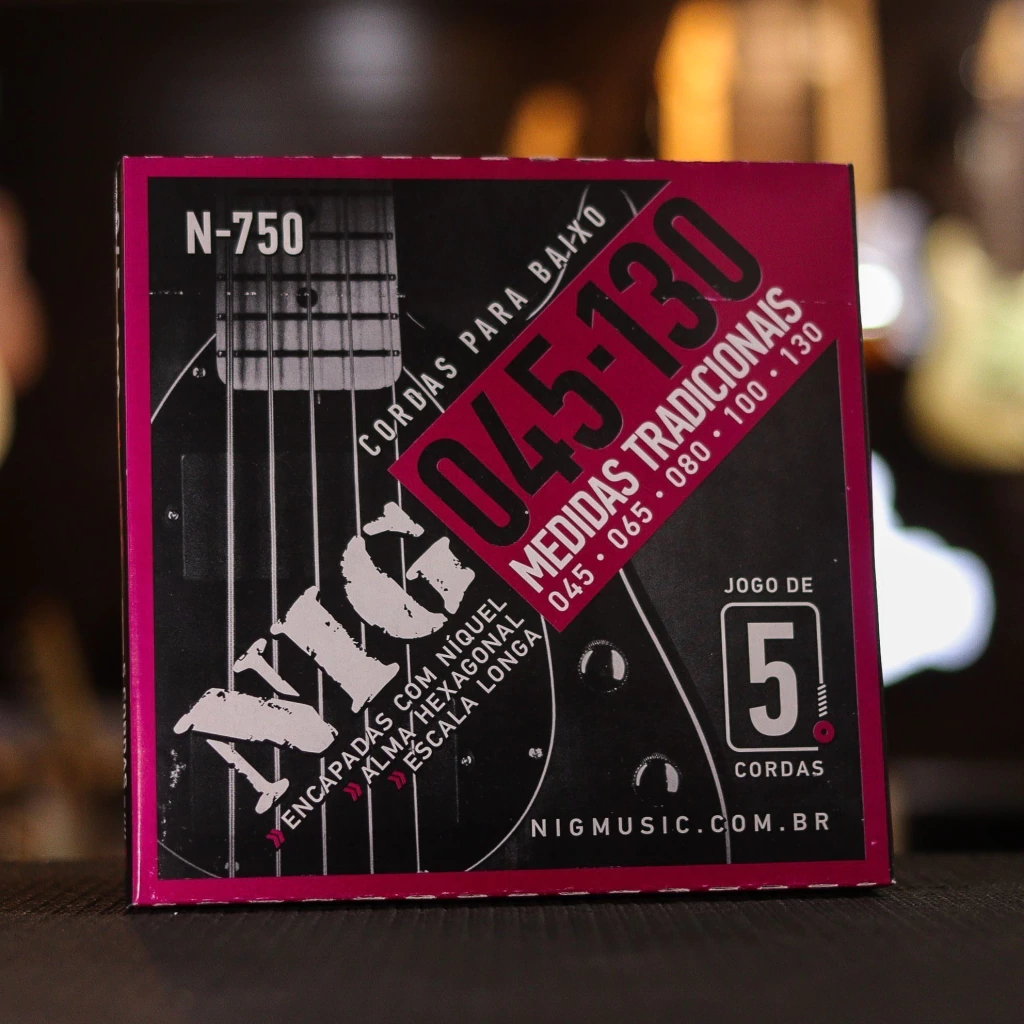 N-750
CORDAS PARA BAIXO
045·130
MEDIDAS TRADICIONAIS
045 · 065 · 080 · 100 · 130
NIG
ENCAPADAS COM NÍQUEL
ALMA HEXAGONAL
ESCALA LONGA
JOGO DE
5
CORDAS
NIGMUSIC.COM.BR